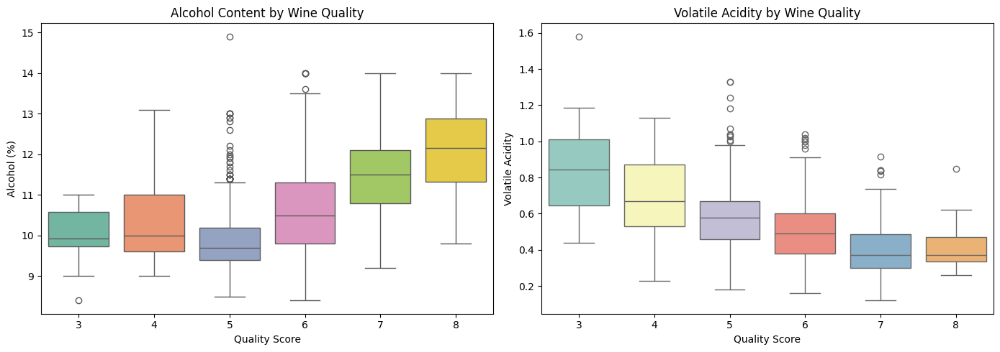 Alcohol Content by Wine Quality
Alcohol (%)
15
14
13
12
11
10
9
3 4 5 6 7 8
Quality Score
Volatile Acidity by Wine Quality
Volatile Acidity
1.6
1.4
1.2
1.0
0.8
0.6
0.4
0.2
3 4 5 6 7 8
Quality Score